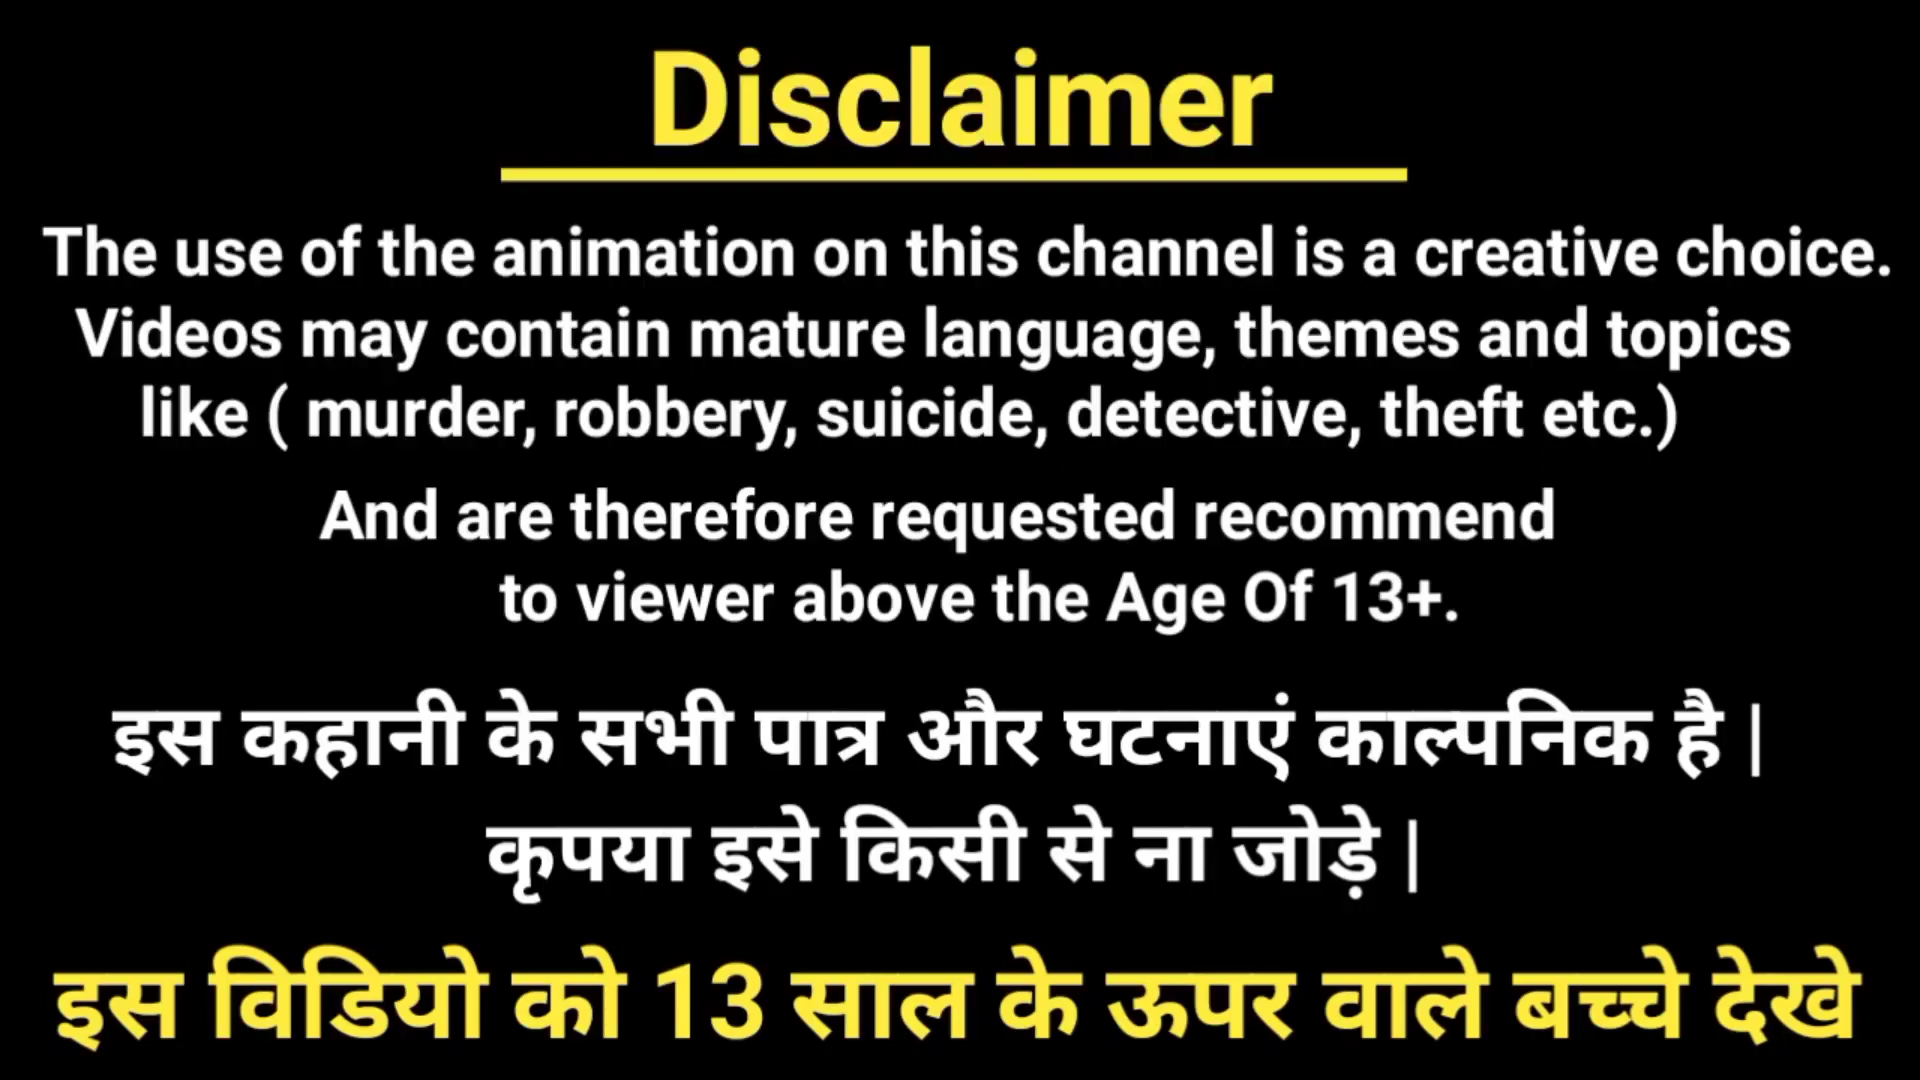 Disclaimer
The use of the animation on this channel is a creative choice.
Videos may contain mature language, themes and topics
like ( murder, robbery, suicide, detective, theft etc.)
And are therefore requested recommend
to viewer above the Age Of 13+.
इस कहानी के सभी पात्र और घटनाएं काल्पनिक है |
कृपया इसे किसी से ना जोड़े |
इस विडियो को 13 साल के ऊपर वाले बच्चे देखे